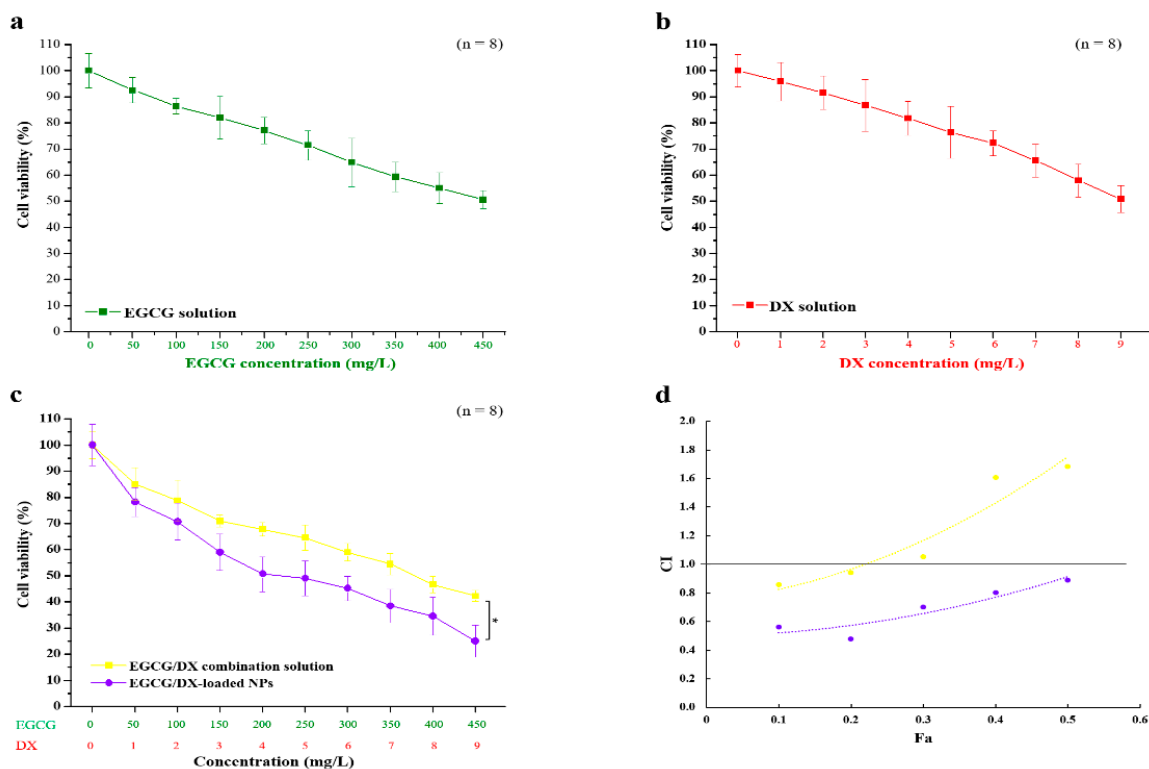 a
(n = 8)
Cell viability (%)
110
100
90
80
70
60
50
40
30
20
10
0
EGCG solution
0 50 100 150 200 250 300 350 400 450
EGCG concentration (mg/L)
b
(n = 8)
Cell viability (%)
110
100
90
80
70
60
50
40
30
20
10
0
DX solution
0 1 2 3 4 5 6 7 8 9
DX concentration (mg/L)
c
(n = 8)
Cell viability (%)
110
100
90
80
70
60
50
40
30
20
10
0
*
EGCG/DX combination solution
EGCG/DX-loaded NPs
EGCG 0 50 100 150 200 250 300 350 400 450
DX 0 1 2 3 4 5 6 7 8 9
Concentration (mg/L)
d
CI
2.0
1.8
1.6
1.4
1.2
1.0
0.8
0.6
0.4
0.2
0.0
0 0.1 0.2 0.3 0.4 0.5 0.6
Fa